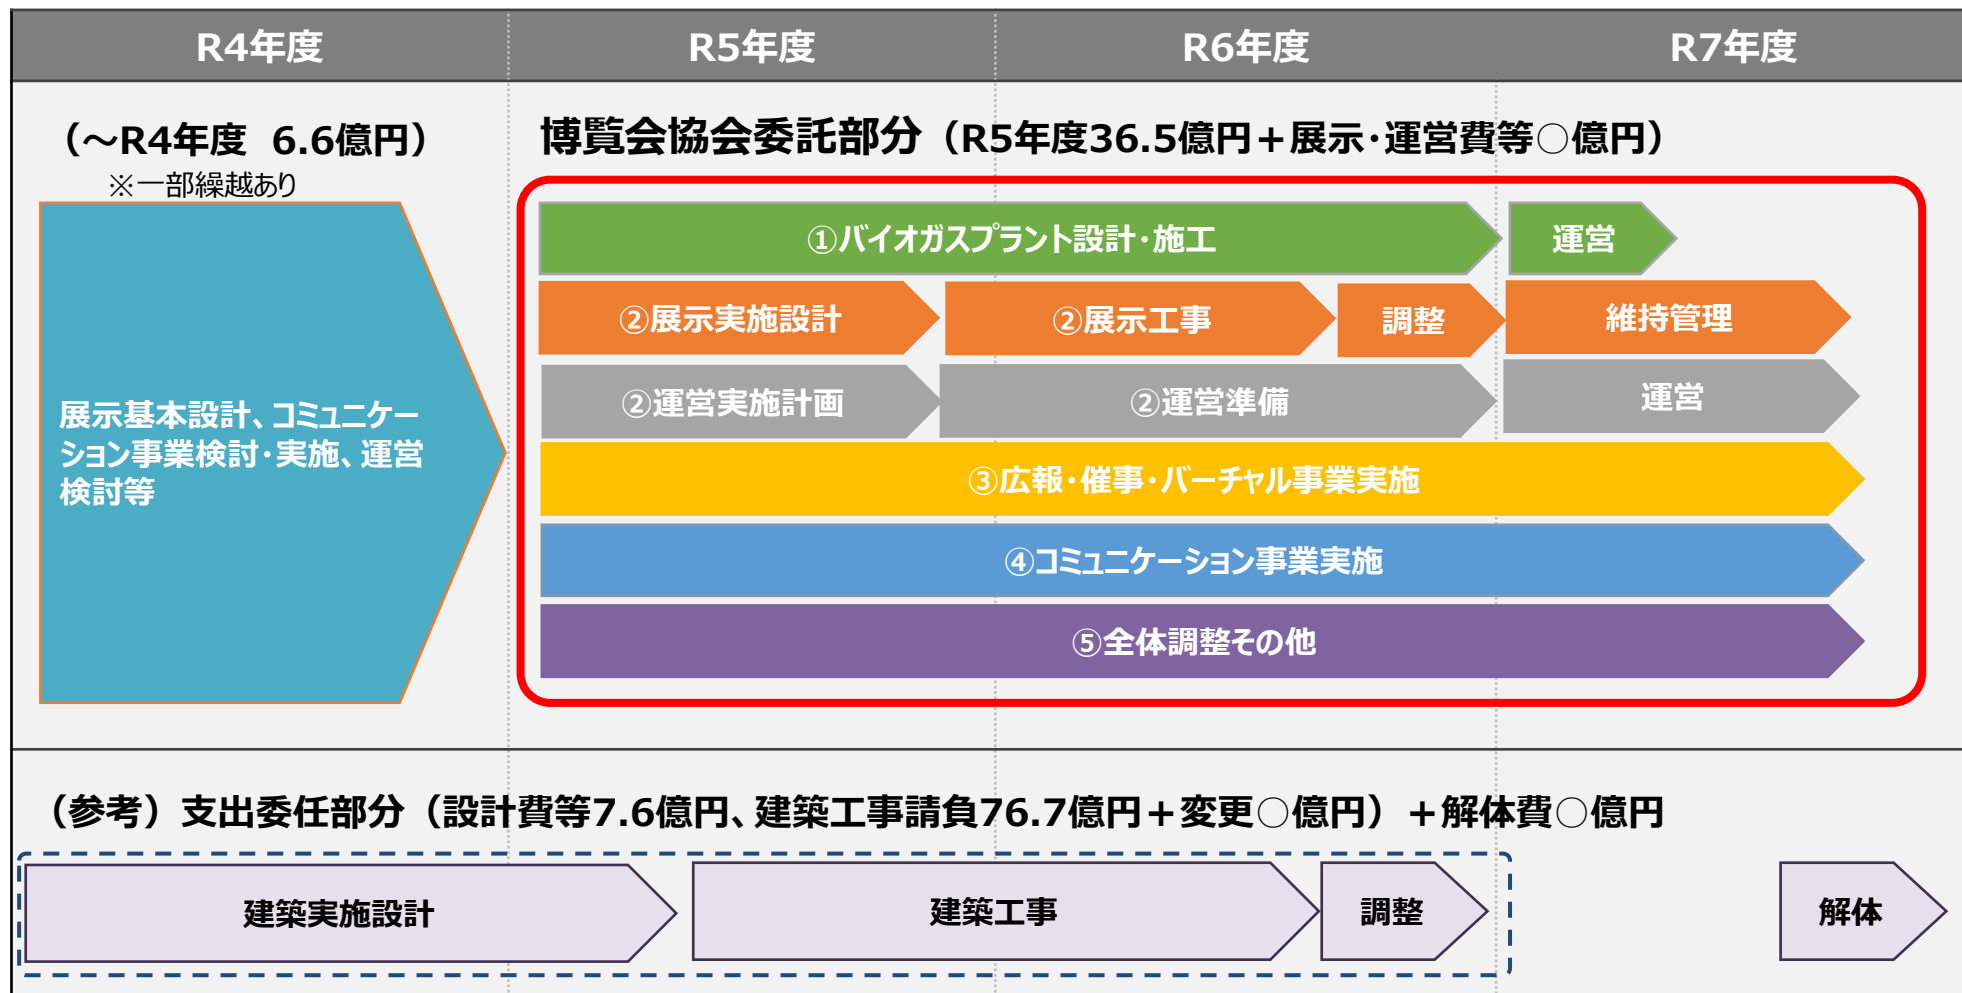 R4年度
R5年度
R6年度
R7年度
（～R4年度 6.6億円）
※一部繰越あり
博覧会協会委託部分（R5年度36.5億円＋展示・運営費等○億円）
展示基本設計、コミュニケー
ション事業検討・実施、運営
検討等
①バイオガスプラント設計・施工
運営
②展示実施設計
②展示工事
調整
維持管理
②運営実施計画
②運営準備
運営
③広報・催事・バーチャル事業実施
④コミュニケーション事業実施
⑤全体調整その他
（参考）支出委任部分（設計費等7.6億円、建築工事請負76.7億円＋変更○億円）＋解体費○億円
建築実施設計
建築工事
調整
解体